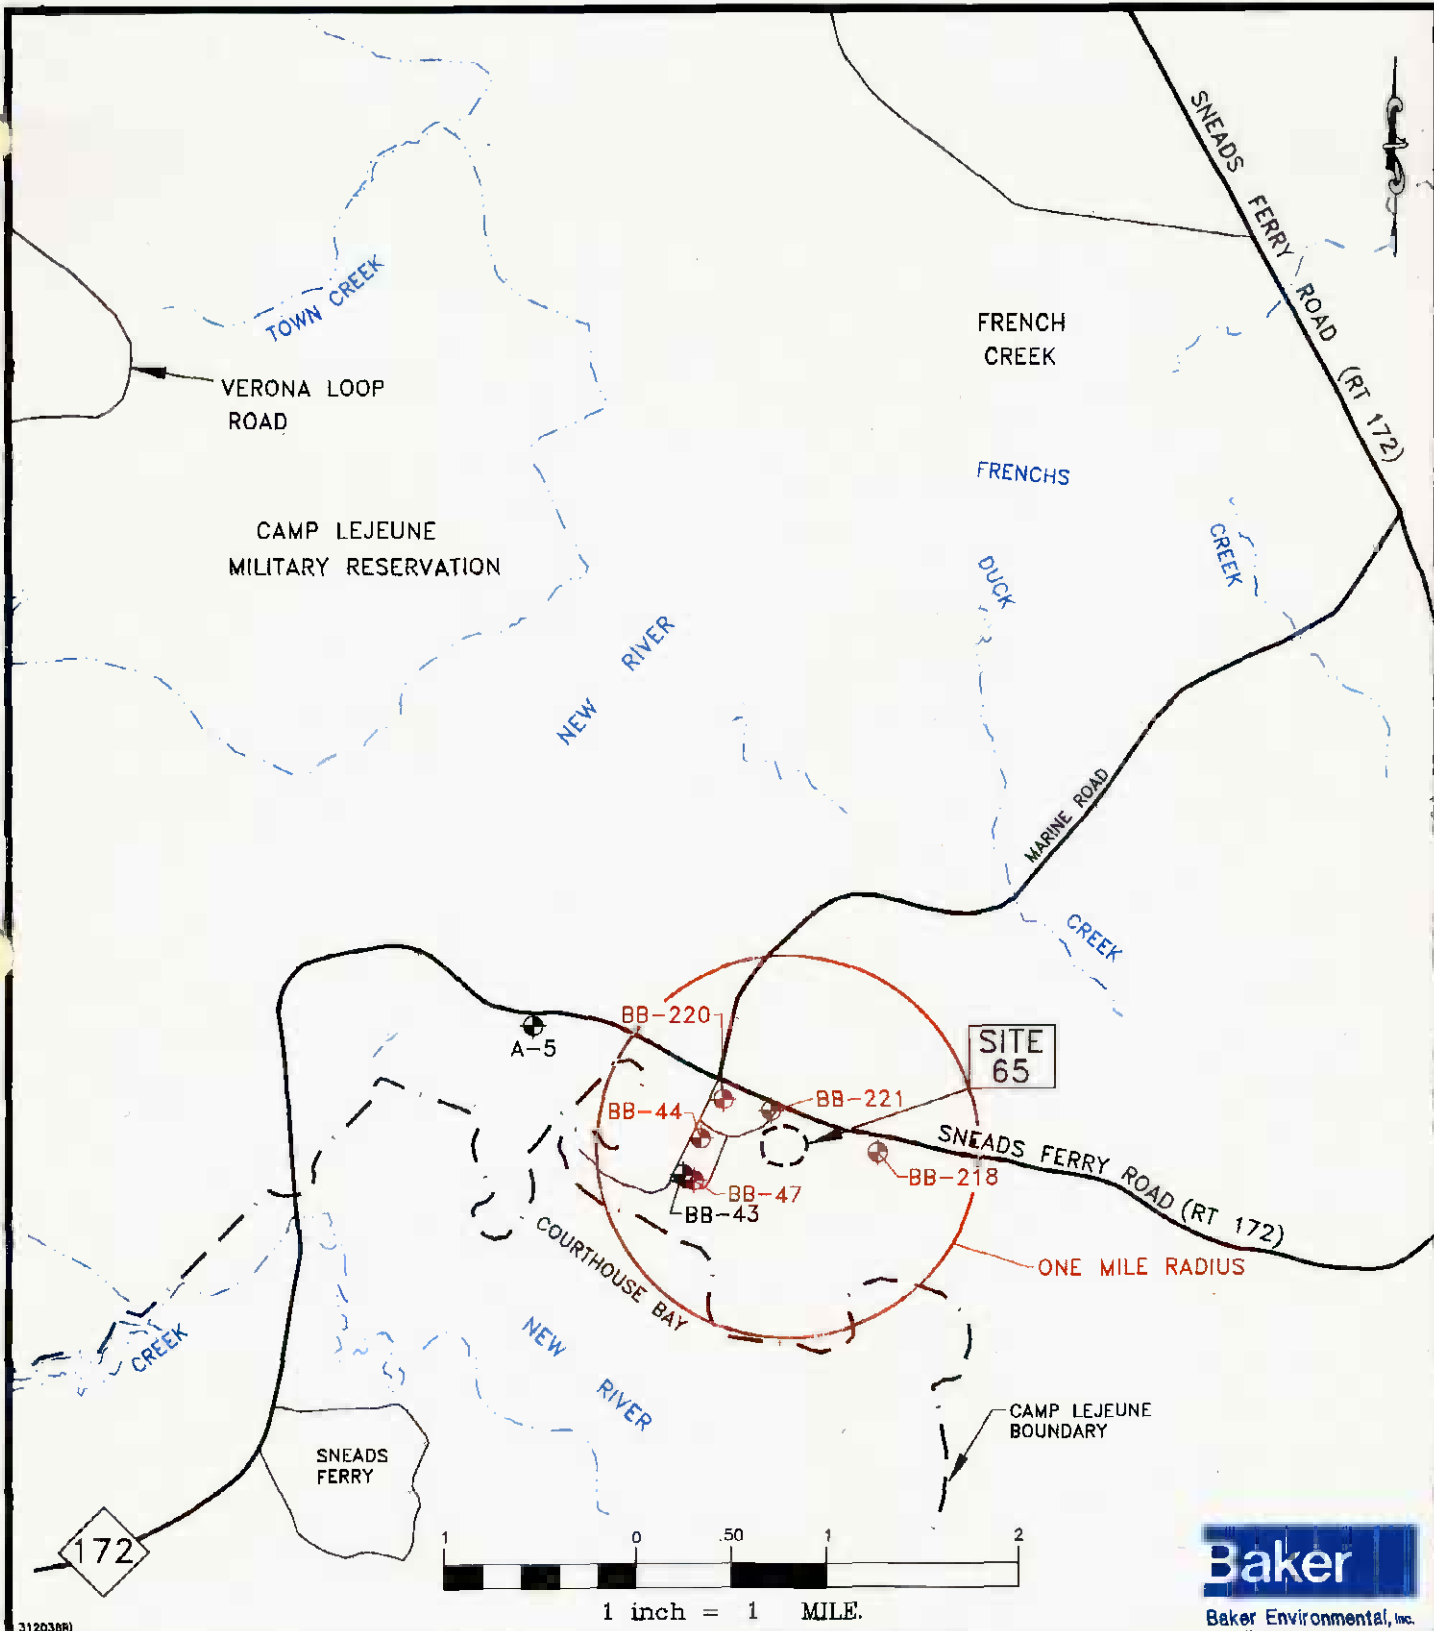 SNEADS FERRY ROAD (RT 172)
TOWN CREEK
FRENCH
CREEK
VERONA LOOP
ROAD
FRENCHS
CREEK
CAMP LEJEUNE
MILITARY RESERVATION
DUCK
NEW RIVER
MARINE ROAD
CREEK
BB-220
SITE
65
A-5
BB-221
BB-44
SNEADS FERRY ROAD (RT 172)
BB-218
BB-47
BB-43
COURTHOUSE BAY
ONE MILE RADIUS
CREEK
NEW
RIVER
CAMP LEJEUNE
BOUNDARY
SNEADS
FERRY
172
1 0 .50 1 2
1 inch = 1 MILE.
Baker
Baker Environmental, Inc.